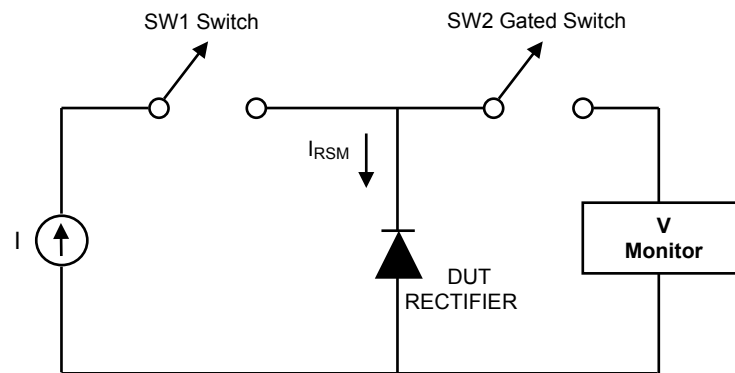 SW1 Switch
SW2 Gated Switch
IRSM
I
V
Monitor
DUT
RECTIFIER